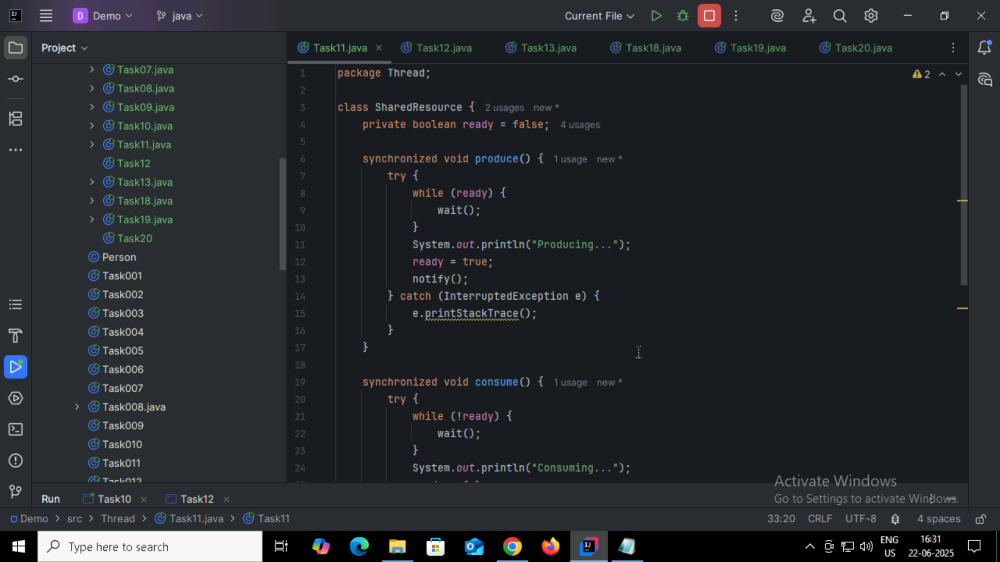 D Demo java Current File
Project
Task11.java Task12.java Task13.java Task18.java Task19.java Task20.java
Task07.java
Task08.java
Task09.java
Task10.java
Task11.java
Task12
Task13.java
Task18.java
Task19.java
Task20
Person
Task001
Task002
Task003
Task004
Task005
Task006
Task007
Task008.java
Task009
Task010
Task011
Task012
2
1 package Thread;
2
3 class SharedResource { 2 usages new *
4 private boolean ready = false; 4 usages
5
6 synchronized void produce() { 1 usage new *
7 try {
8 while (ready) {
9 wait();
10 }
11 System.out.println("Producing...");
12 ready = true;
13 notify();
14 } catch (InterruptedException e) {
15 e.printStackTrace();
16 }
17 }
18
19 synchronized void consume() { 1 usage new *
20 try {
21 while (!ready) {
22 wait();
23 }
24 System.out.println("Consuming...");
Activate Windows
Go to Settings to activate Windows.
Run Task10 Task12
Demo > src > Thread > Task11.java > Task11
33:20 CRLF UTF-8 4 spaces
Type here to search
ENG
US
16:31
22-06-2025